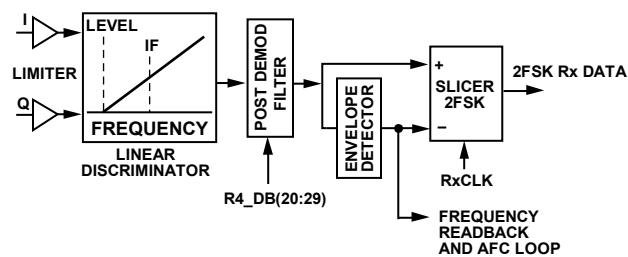 I
LEVEL
IF
LIMITER
Q
FREQUENCY
LINEAR
DISCRIMINATOR
POST DEMOD
FILTER
R4_DB(20:29)
ENVELOPE
DETECTOR
+
SLICER
2FSK
−
RxCLK
2FSK Rx DATA
FREQUENCY
READBACK
AND AFC LOOP